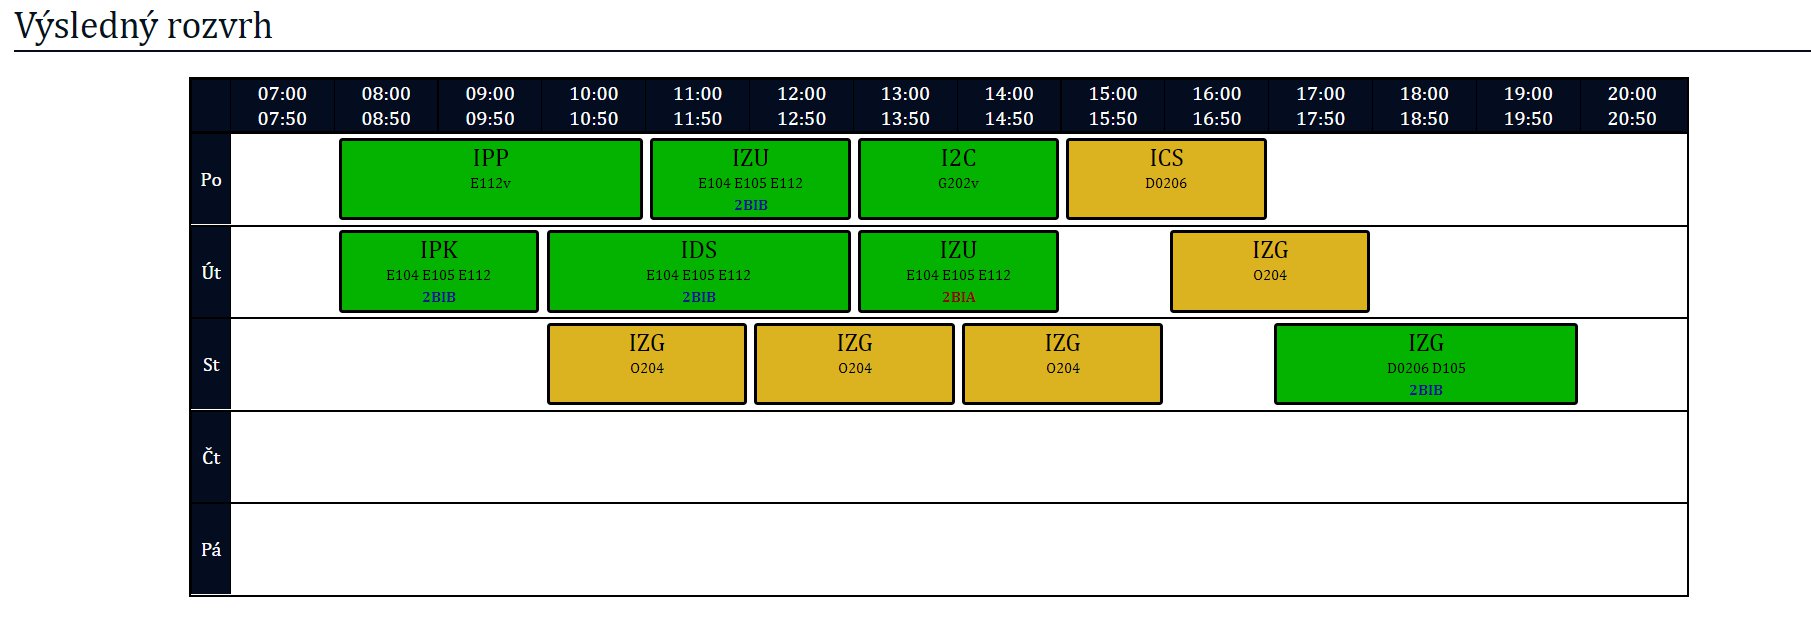 Výsledný rozvrh
07:00 08:00 09:00 10:00 11:00 12:00 13:00 14:00 15:00 16:00 17:00 18:00 19:00 20:00
07:50 08:50 09:50 10:50 11:50 12:50 13:50 14:50 15:50 16:50 17:50 18:50 19:50 20:50
Po
IPP
E112v
IZU
E104 E105 E112
2BIB
I2C
G202v
ICS
D0206
Út
IPK
E104 E105 E112
2BIB
IDS
E104 E105 E112
2BIB
IZU
E104 E105 E112
2BIA
IZG
O204
St
IZG
O204
IZG
O204
IZG
O204
IZG
D0206 D105
2BIB
Čt
Pá